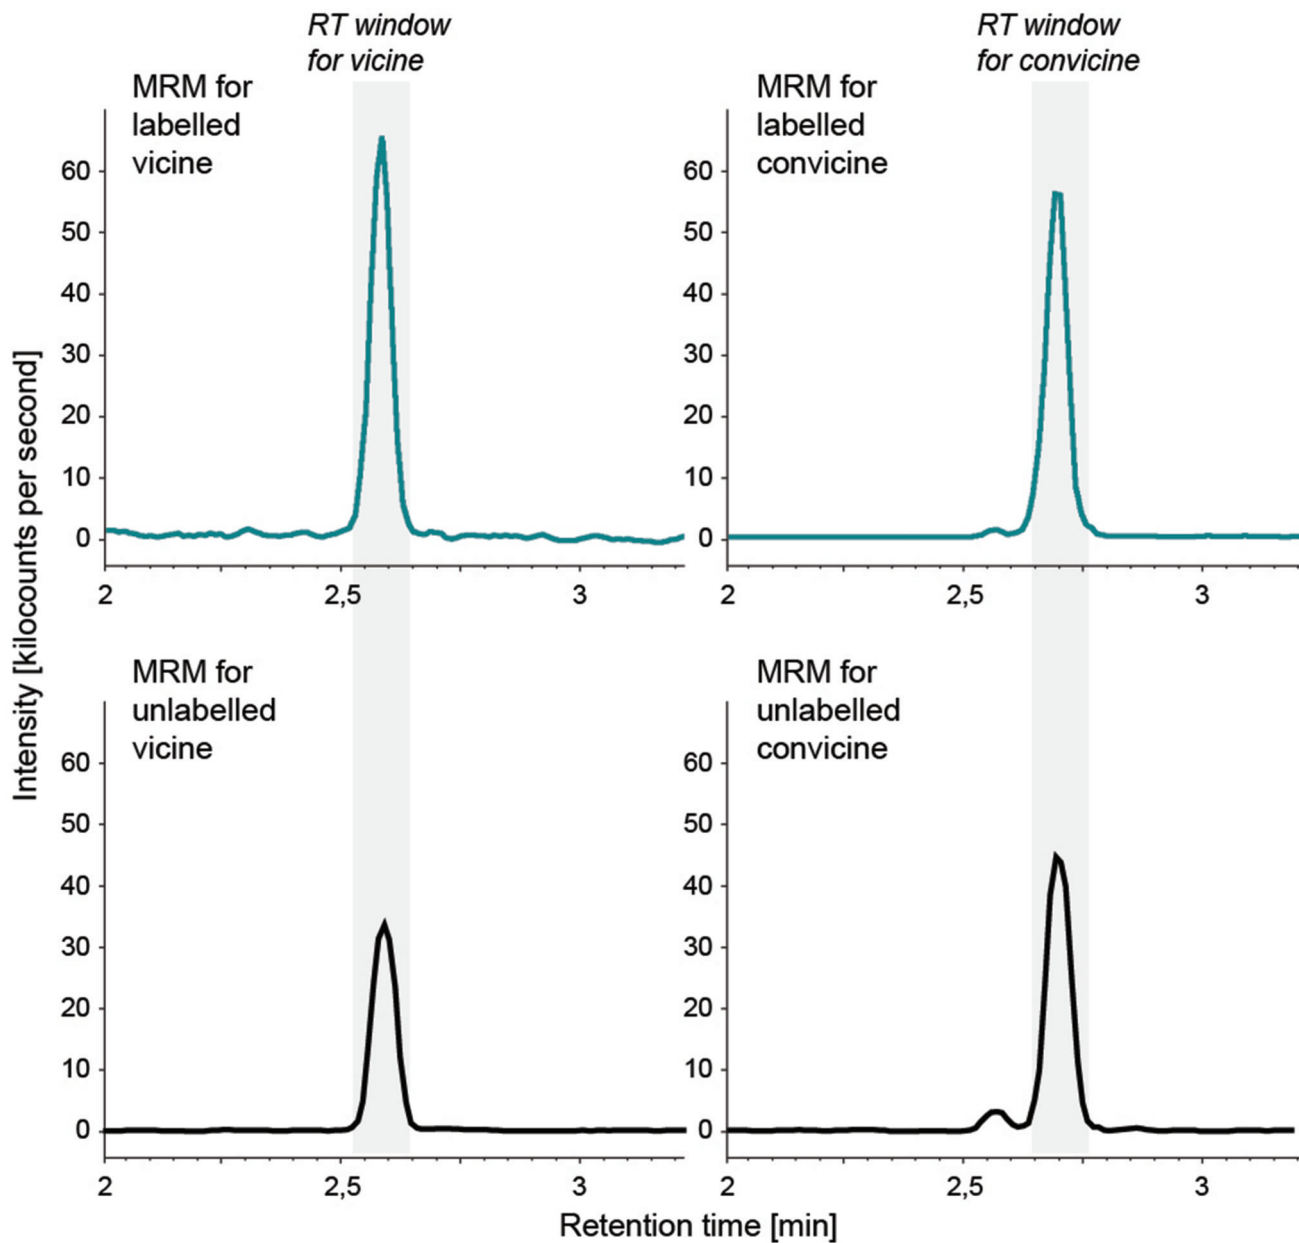 RT window
for vicine
RT window
for convicine
MRM for
labelled
vicine
MRM for
labelled
convicine
60
50
40
30
20
10
0
2
2,5
3
60
50
40
30
20
10
0
2
2,5
3
Intensity [kilocounts per second]
MRM for
unlabelled
vicine
MRM for
unlabelled
convicine
60
50
40
30
20
10
0
2
2,5
3
60
50
40
30
20
10
0
2
2,5
3
Retention time [min]